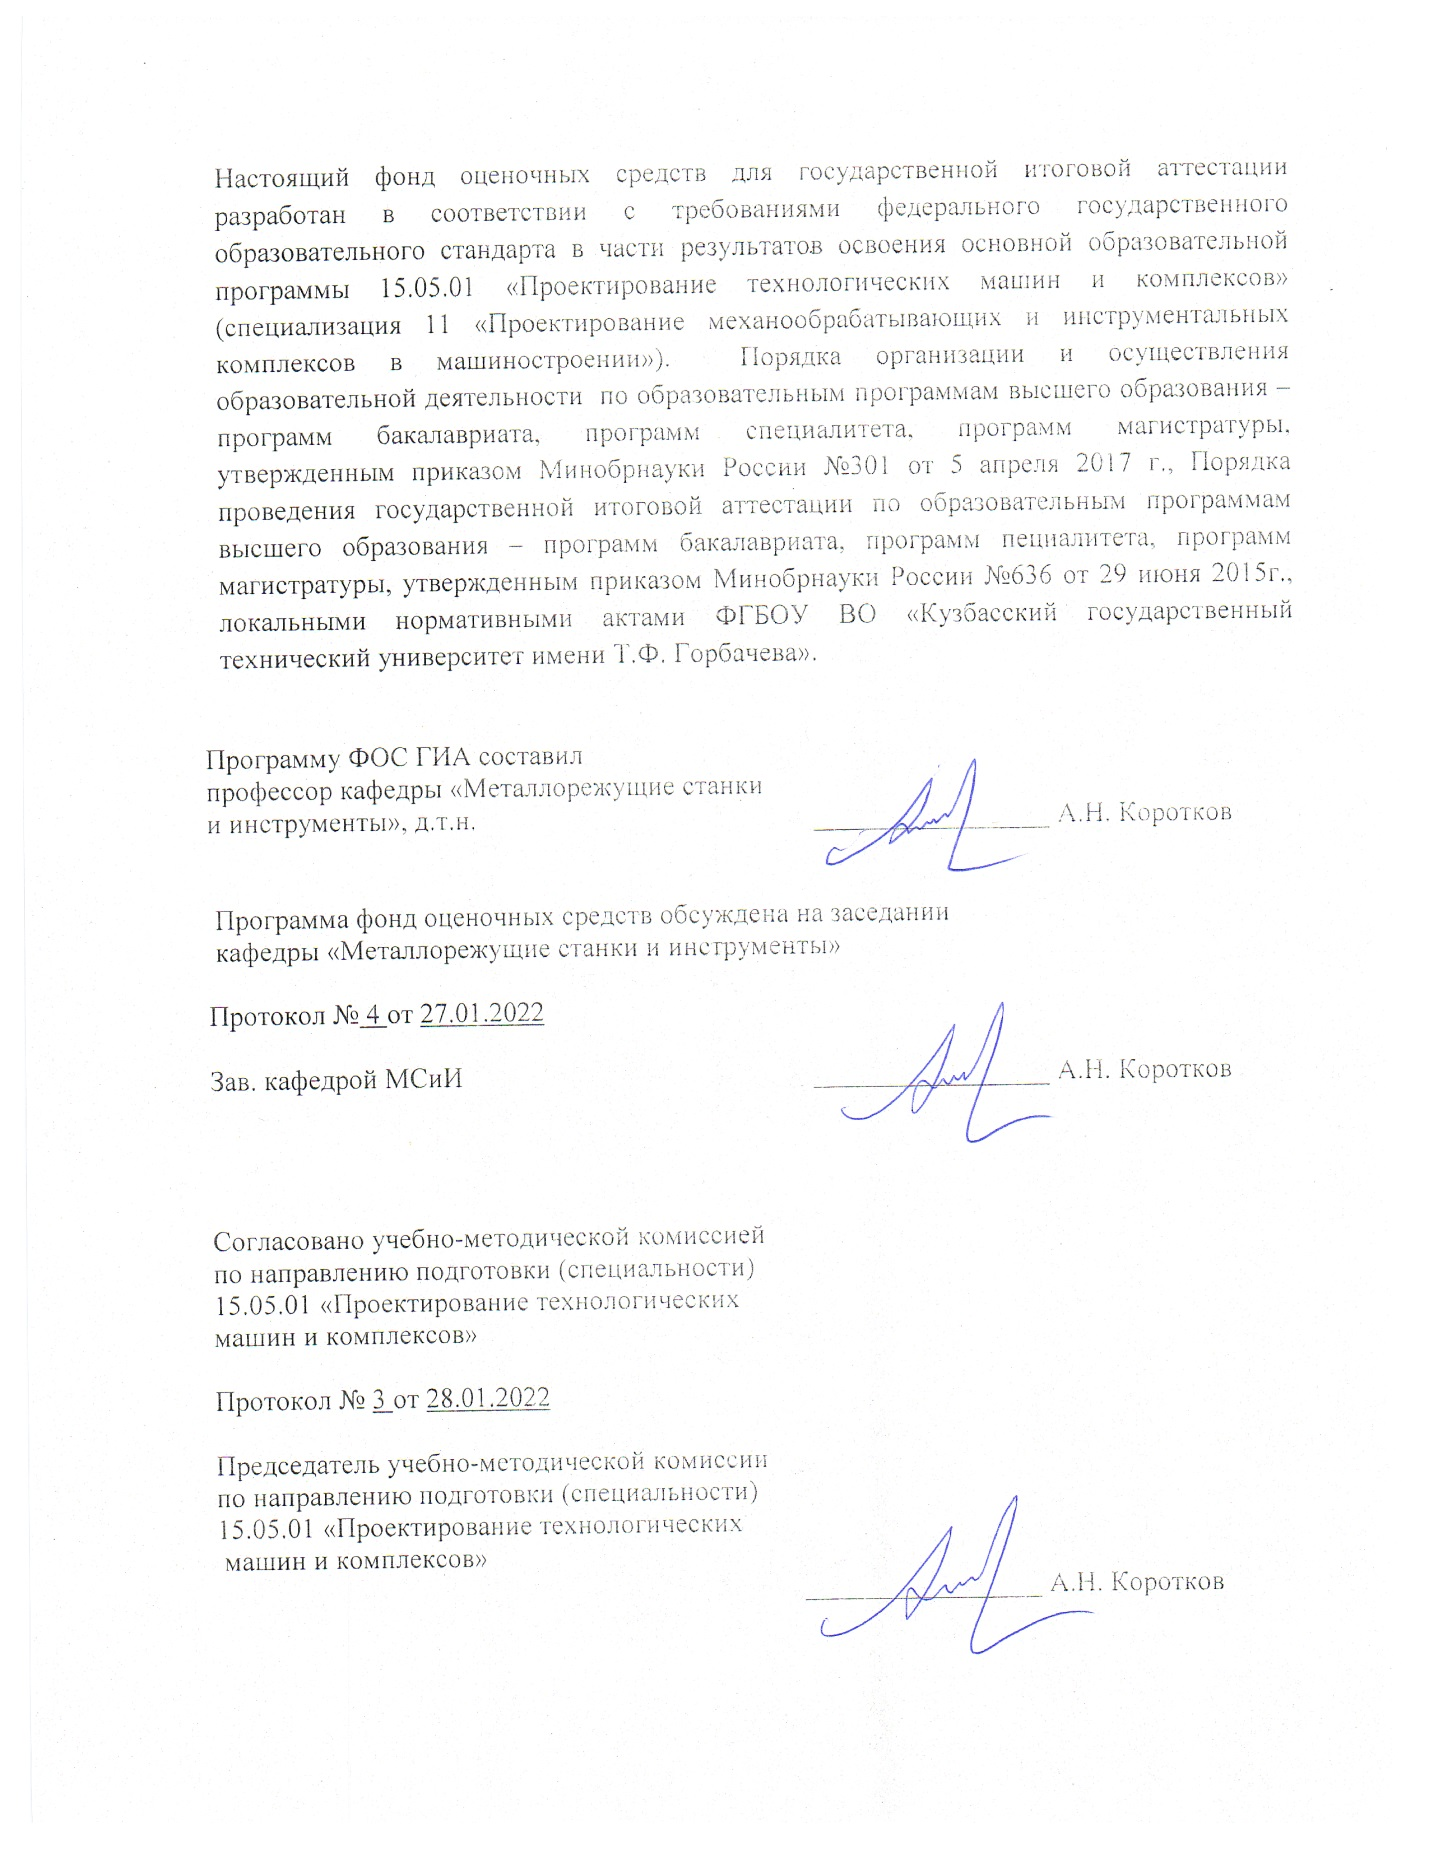 Настоящий фонд оценочных средств для государственной итоговой аттестации
разработан в соответствии с требованиями федерального государственного
образовательного стандарта в части результатов освоения основной образовательной
программы 15.05.01 «Проектирование технологических машин и комплексов»
(специализация 11 «Проектирование механообрабатывающих и инструментальных
комплексов в машиностроении»). Порядка организации и осуществления
образовательной деятельности по образовательным программам высшего образования –
программ бакалавриата, программ специалитета, программ магистратуры,
утвержденным приказом Минобрнауки России №301 от 5 апреля 2017 г., Порядка
проведения государственной итоговой аттестации по образовательным программам
высшего образования – программ бакалавриата, программ пециалитета, программ
магистратуры, утвержденным приказом Минобрнауки России №636 от 29 июня 2015г.,
локальными нормативными актами ФГБОУ ВО «Кузбасский государственный
технический университет имени Т.Ф. Горбачева».
Программу ФОС ГИА составил
профессор кафедры «Металлорежущие станки
и инструменты», д.т.н. А.Н. Коротков
Программа фонд оценочных средств обсуждена на заседании
кафедры «Металлорежущие станки и инструменты»
Протокол № 4 от 27.01.2022
Зав. кафедрой МСиИ А.Н. Коротков
Согласовано учебно-методической комиссией
по направлению подготовки (специальности)
15.05.01 «Проектирование технологических
машин и комплексов»
Протокол № 3 от 28.01.2022
Председатель учебно-методической комиссии
по направлению подготовки (специальности)
15.05.01 «Проектирование технологических
машин и комплексов»
А.Н. Коротков